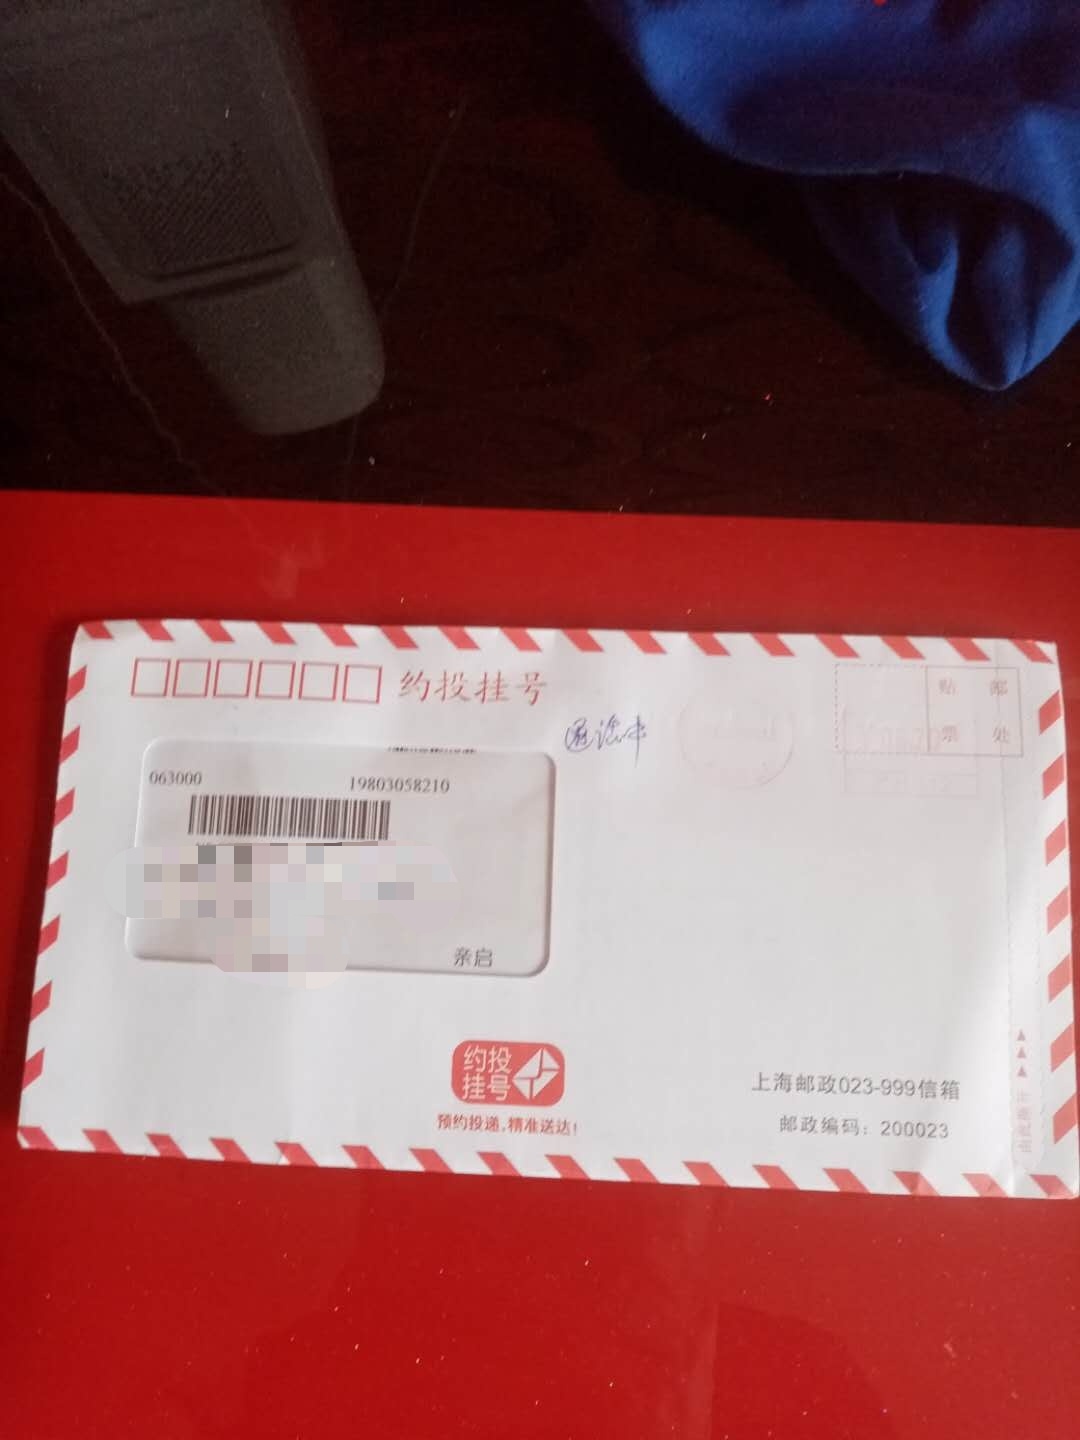 约投挂号
贴 邮
票 处
063000 19803058210
亲启
约投
挂号
预约投递,精准送达!
上海邮政023-999信箱
邮政编码：200023